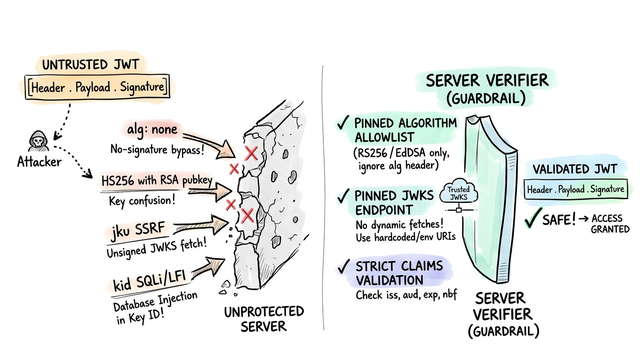 UNTRUSTED JWT
[Header . Payload . Signature]
Attacker
alg: none
No-signature bypass!
HS256 with RSA pubkey
Key confusion!
jku SSRF
Unsigned JWKS fetch!
kid SQLi/LFI
Database Injection
in Key ID!
UNPROTECTED
SERVER
SERVER VERIFIER
(GUARDRAIL)
PINNED ALGORITHM
ALLOWLIST
(RS256/EdDSA only,
ignore alg header)
PINNED JWKS
ENDPOINT
No dynamic fetches!
Use hardcoded/env URIs
STRICT CLAIMS
VALIDATION
Check iss, aud, exp, nbf
Trusted
JWKS
SERVER
VERIFIER
(GUARDRAIL)
VALIDATED JWT
Header . Payload . Signature
SAFE! → ACCESS
GRANTED